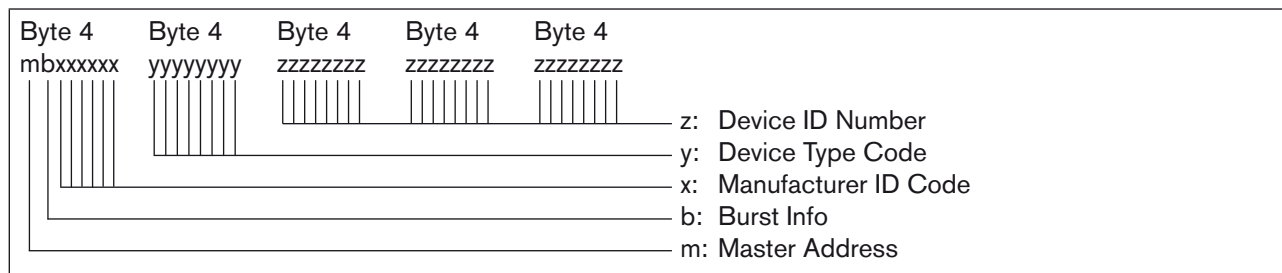 Byte 4 Byte 4 Byte 4 Byte 4 Byte 4
mbxxxxxx yyyyyyyy zzzzzzzz zzzzzzzz zzzzzzzz
z: Device ID Number
y: Device Type Code
x: Manufacturer ID Code
b: Burst Info
m: Master Address